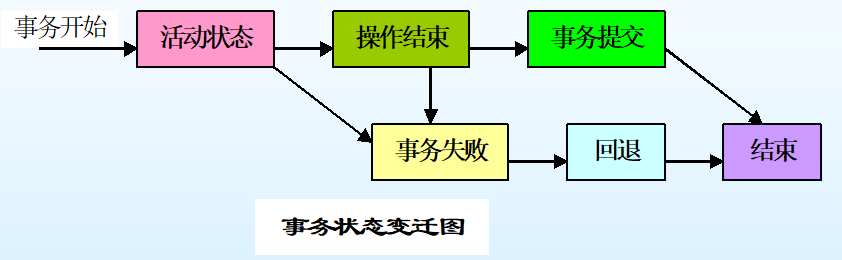 事务开始
活动状态
操作结束
事务提交
事务失败
回退
结束
事务状态变迁图